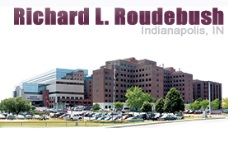 Richard L. Roudebush
Indianapolis, IN